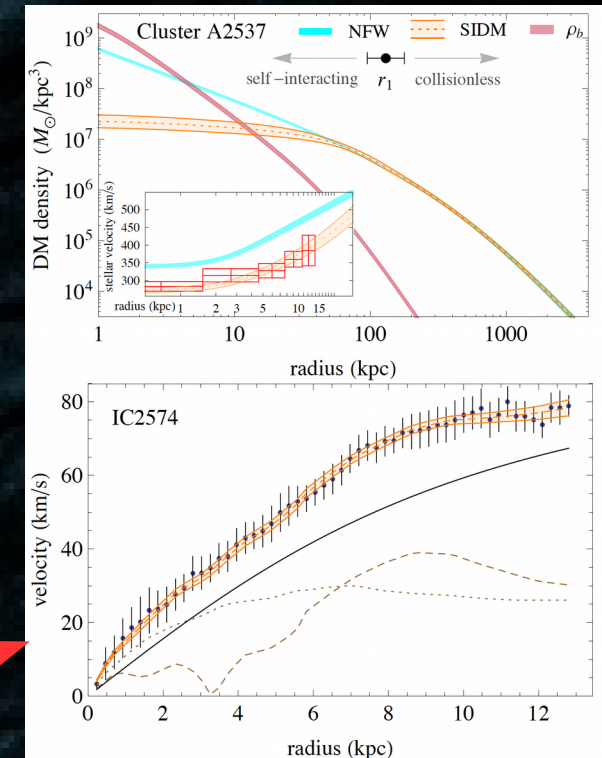 Cluster A2537
NFW
SIDM
ρb
self−interacting
r1
collisionless
10⁹
10⁸
10⁷
10⁶
10⁵
10⁴
DM density (M⊙/kpc³)
stellar velocity (km/s)
500
450
400
350
300
radius (kpc)
1
2
3
5
10
15
1
10
100
1000
radius (kpc)
IC2574
80
60
40
20
0
velocity (km/s)
0
2
4
6
8
10
12
radius (kpc)